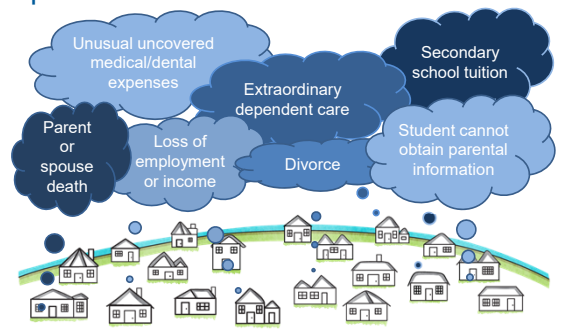 Unusual uncovered
medical/dental
expenses
Secondary
school tuition
Extraordinary
dependent care
Parent
or
spouse
death
Loss of
employment
or income
Divorce
Student cannot
obtain parental
information